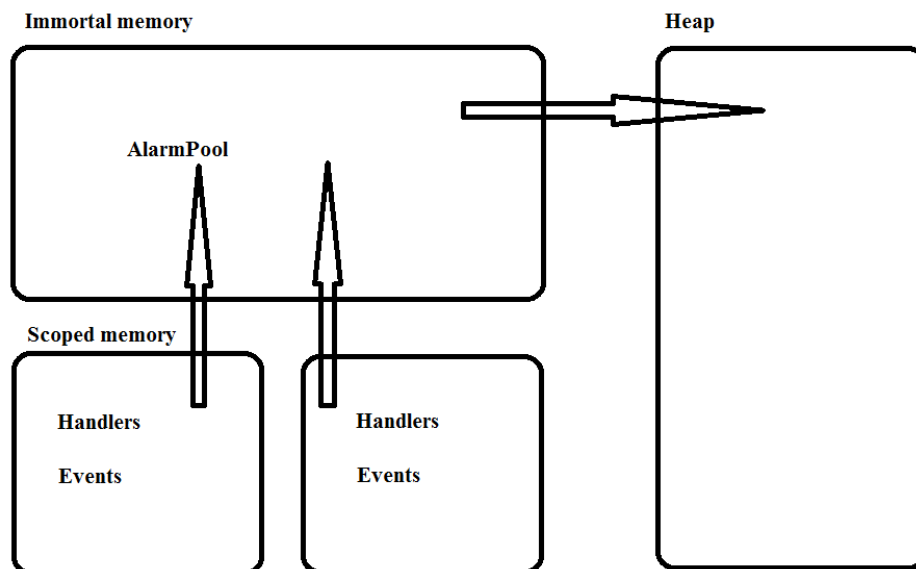 Immortal memory
Heap
AlarmPool
Scoped memory
Handlers
Handlers
Events
Events